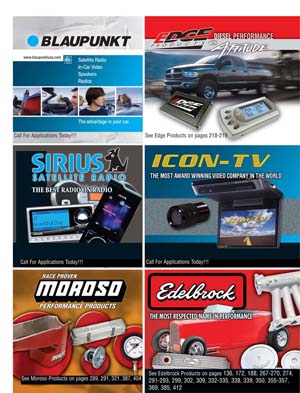 BLAUPUNKT
www.blaupunktusa.com
Satellite Radio
In-Car Video
Speakers
Radios
The advantage in your car.
Call For Applications Today!!!
EDGE
PRODUCTS
DIESEL PERFORMANCE
Attitude
See Edge Products on pages 218-219
SIRIUS
SATELLITE RADIO
THE BEST RADIO ON RADIO
Call For Applications Today!!!
ICON-TV
THE MOST AWARD WINNING VIDEO COMPANY IN THE WORLD
Call For Applications Today!!!
RACE PROVEN
MOROSO
PERFORMANCE PRODUCTS
See Moroso Products on pages 289, 291, 321, 387, 404
Edelbrock
THE MOST RESPECTED NAME IN PERFORMANCE
See Edelbrock Products on pages 136, 172, 188, 267-270, 274,
291-293, 299, 302, 309, 332-335, 338, 339, 350, 355-357,
369, 385, 412